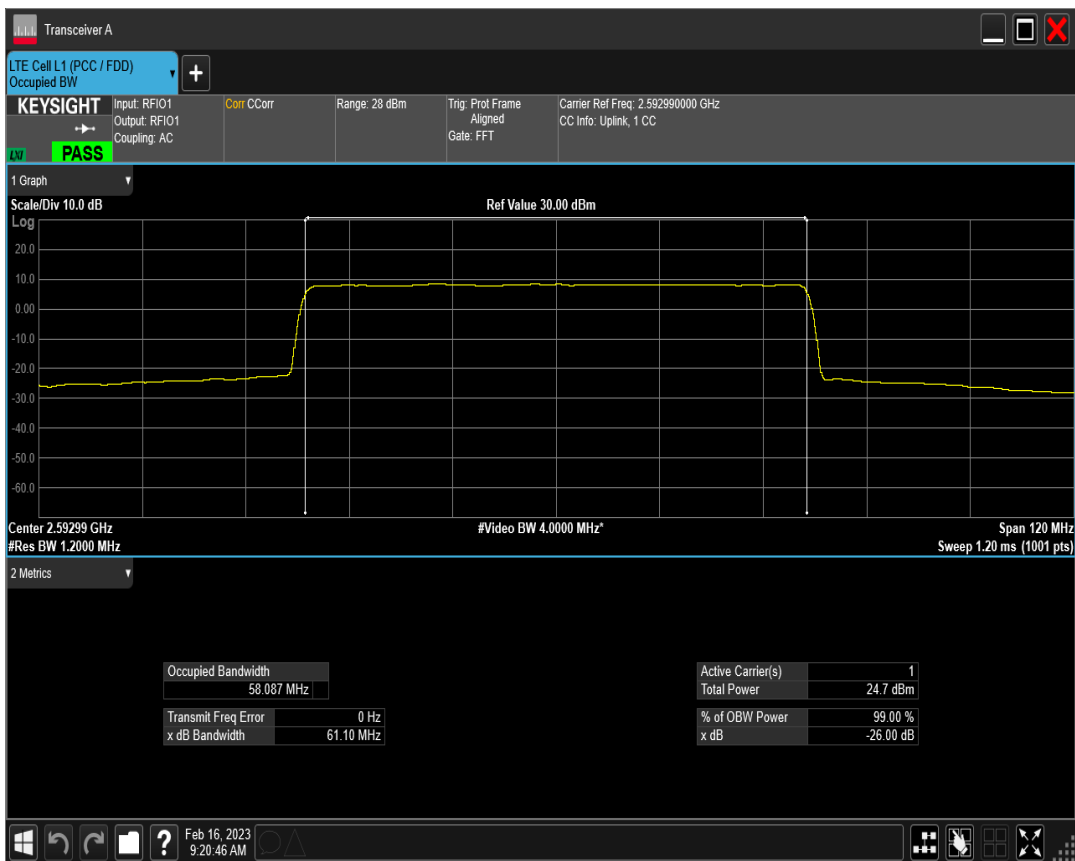 Transceiver A
LTE Cell L1 (PCC / FDD)
Occupied BW
KEYSIGHT
LXI
PASS
Input: RFIO1
Output: RFIO1
Coupling: AC
Corr CCorr
Range: 28 dBm
Trig: Prot Frame
Aligned
Gate: FFT
Carrier Ref Freq: 2.592990000 GHz
CC Info: Uplink, 1 CC
1 Graph
Scale/Div 10.0 dB
Ref Value 30.00 dBm
Log
20.0
10.0
0.00
-10.0
-20.0
-30.0
-40.0
-50.0
-60.0
Center 2.59299 GHz
#Video BW 4.0000 MHz*
Span 120 MHz
#Res BW 1.2000 MHz
Sweep 1.20 ms (1001 pts)
2 Metrics
Occupied Bandwidth
58.087 MHz
Transmit Freq Error 0 Hz
x dB Bandwidth 61.10 MHz
Active Carrier(s) 1
Total Power 24.7 dBm
% of OBW Power 99.00 %
x dB -26.00 dB
?
Feb 16, 2023
9:20:46 AM